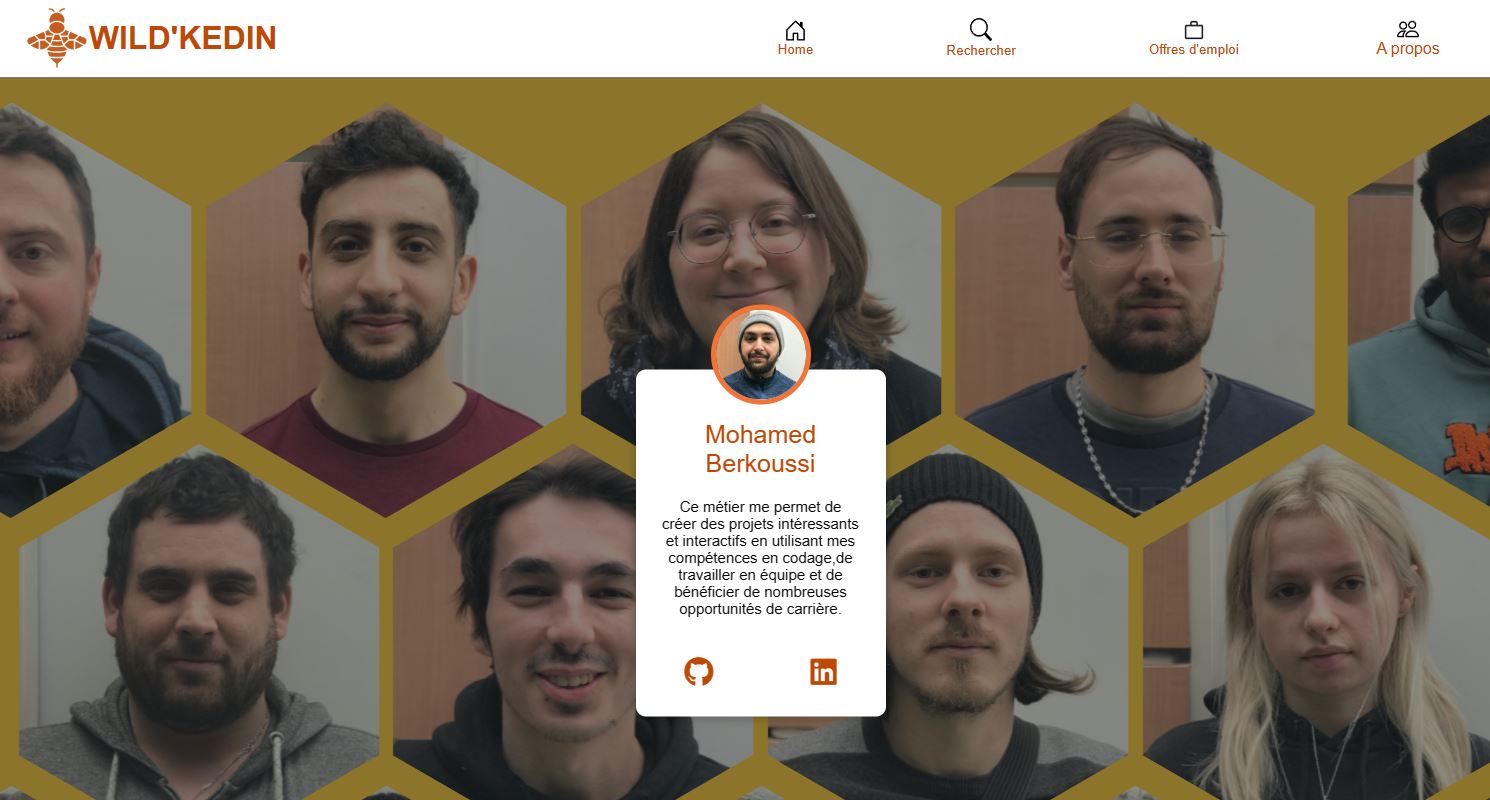 WILD'KEDIN
Home
Rechercher
Offres d'emploi
A propos
Mohamed
Berkoussi
Ce métier me permet de
créer des projets intéressants
et interactifs en utilisant mes
compétences en codage,de
travailler en équipe et de
bénéficier de nombreuses
opportunités de carrière.
in